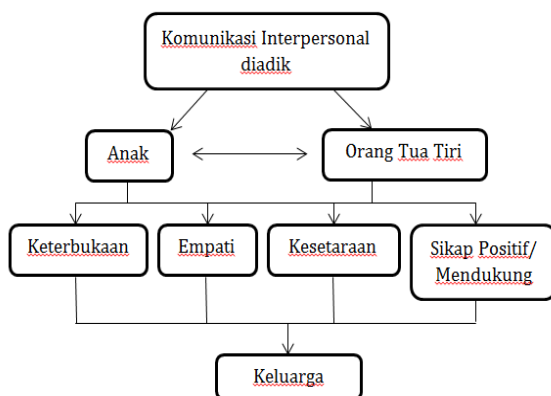 Komunikasi Interpersonal
diadik
Anak
Orang Tua Tiri
Keterbukaan
Empati
Kesetaraan
Sikap Positif/
Mendukung
Keluarga